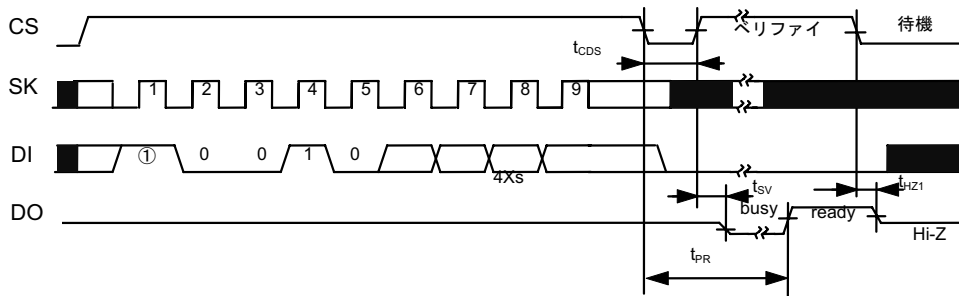 CS
ベリファイ
待機
tCDS
SK
1 2 3 4 5 6 7 8 9
DI
① 0 0 1 0
4Xs
tSV
tHZ1
DO
busy
ready
Hi-Z
tPR